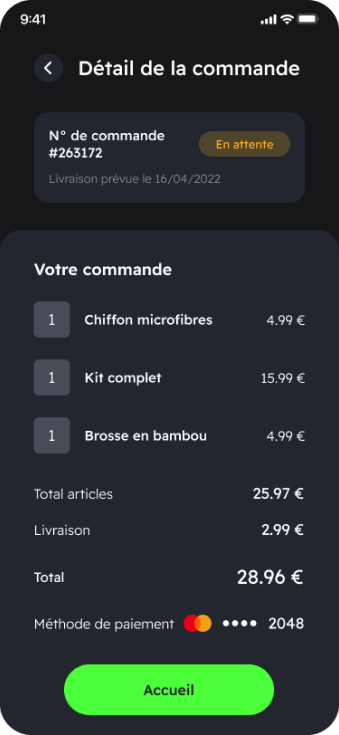 9:41
Détail de la commande
N° de commande
#263172
En attente
Livraison prévue le 16/04/2022
Votre commande
1 Chiffon microfibres 4.99 €
1 Kit complet 15.99 €
1 Brosse en bambou 4.99 €
Total articles 25.97 €
Livraison 2.99 €
Total 28.96 €
Méthode de paiement •••• 2048
Accueil